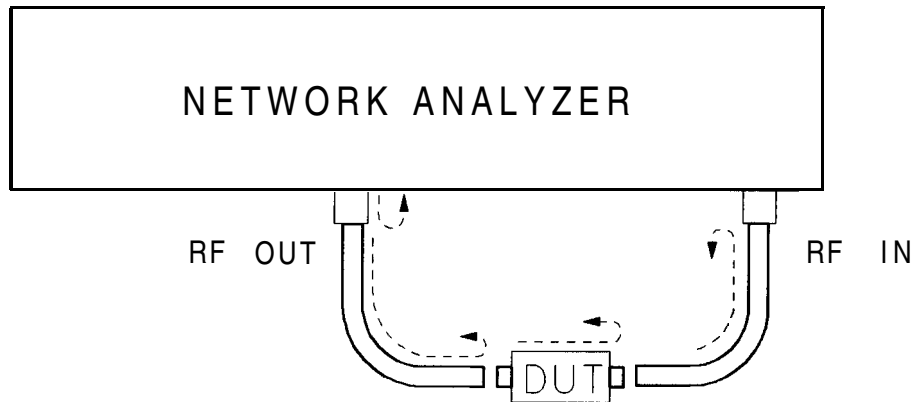 NETWORK ANALYZER
RF OUT
RF IN
DUT